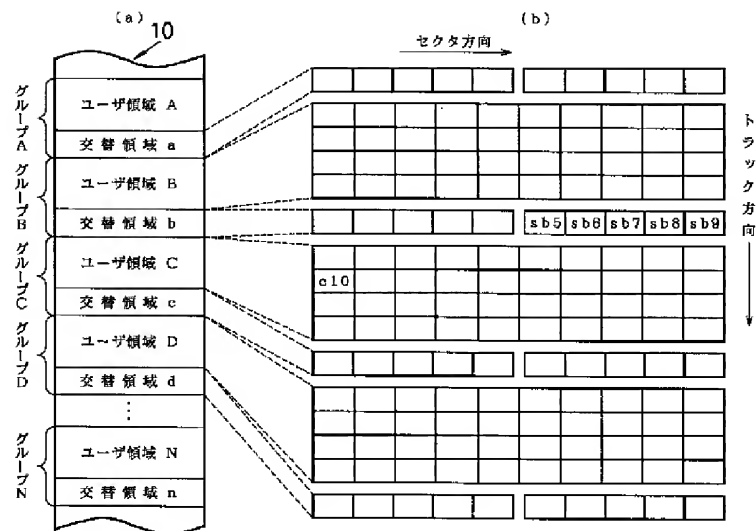 (a)
10
グループA
ユーザ領域 A
交替領域 a
グループB
ユーザ領域 B
交替領域 b
グループC
ユーザ領域 C
交替領域 c
グループD
ユーザ領域 D
交替領域 d
⋮
グループN
ユーザ領域 N
交替領域 n
(b)
セクタ方向
sb5 sb6 sb7 sb8 sb9
c10
トラック方向